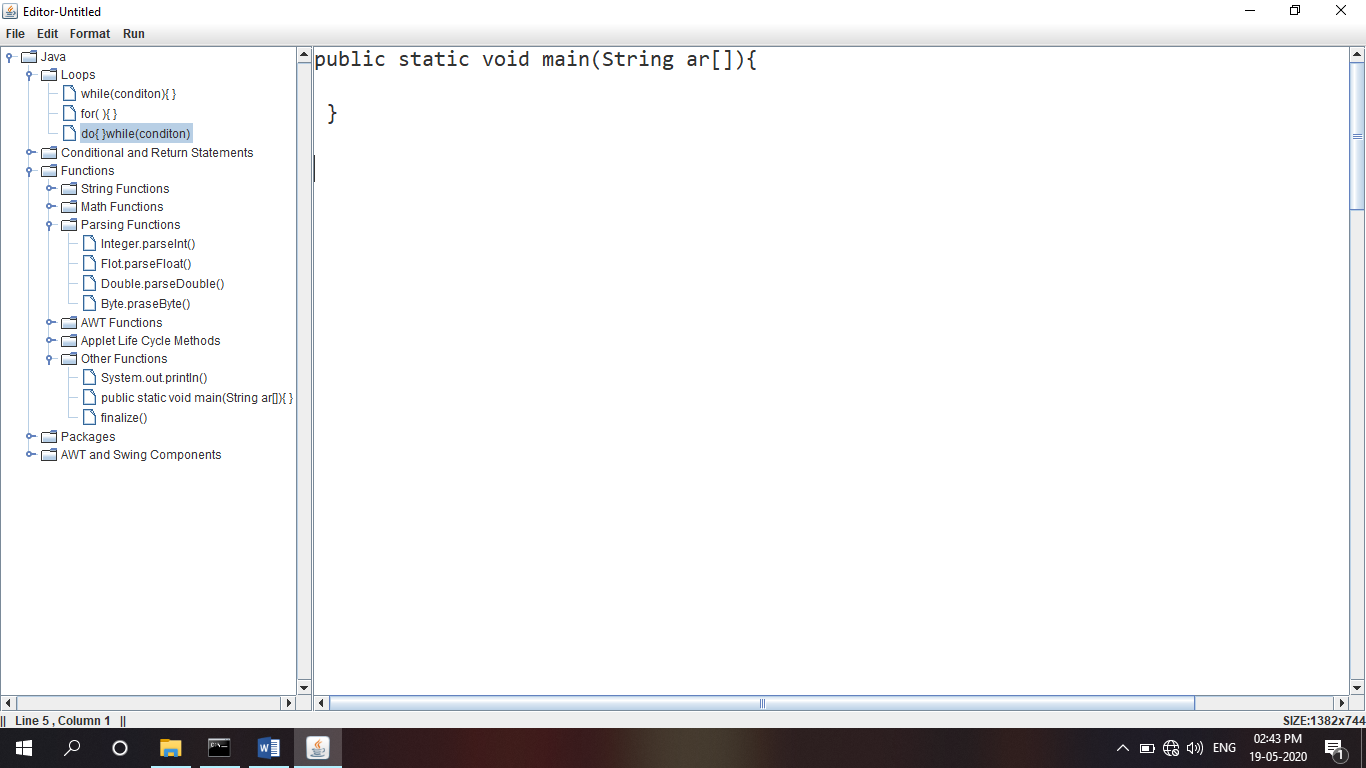 Editor-Untitled
File Edit Format Run
Java
Loops
while(conditon){ }
for( ){ }
do{ }while(conditon)
Conditional and Return Statements
Functions
String Functions
Math Functions
Parsing Functions
Integer.parseInt()
Flot.parseFloat()
Double.parseDouble()
Byte.praseByte()
AWT Functions
Applet Life Cycle Methods
Other Functions
System.out.println()
public static void main(String ar[]){ }
finalize()
Packages
AWT and Swing Components
public static void main(String ar[]){
}
|| Line 5 , Column 1 ||
SIZE:1382x744
ENG
02:43 PM
19-05-2020
1